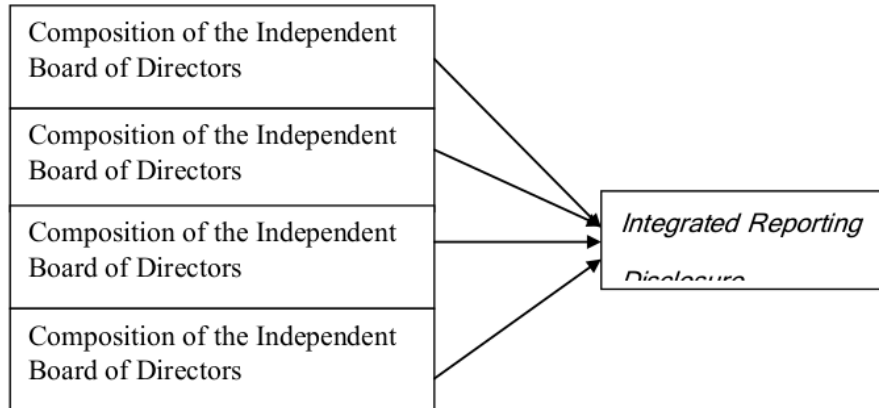 Composition of the Independent
Board of Directors
Composition of the Independent
Board of Directors
Composition of the Independent
Board of Directors
Composition of the Independent
Board of Directors
Integrated Reporting
Disclosure